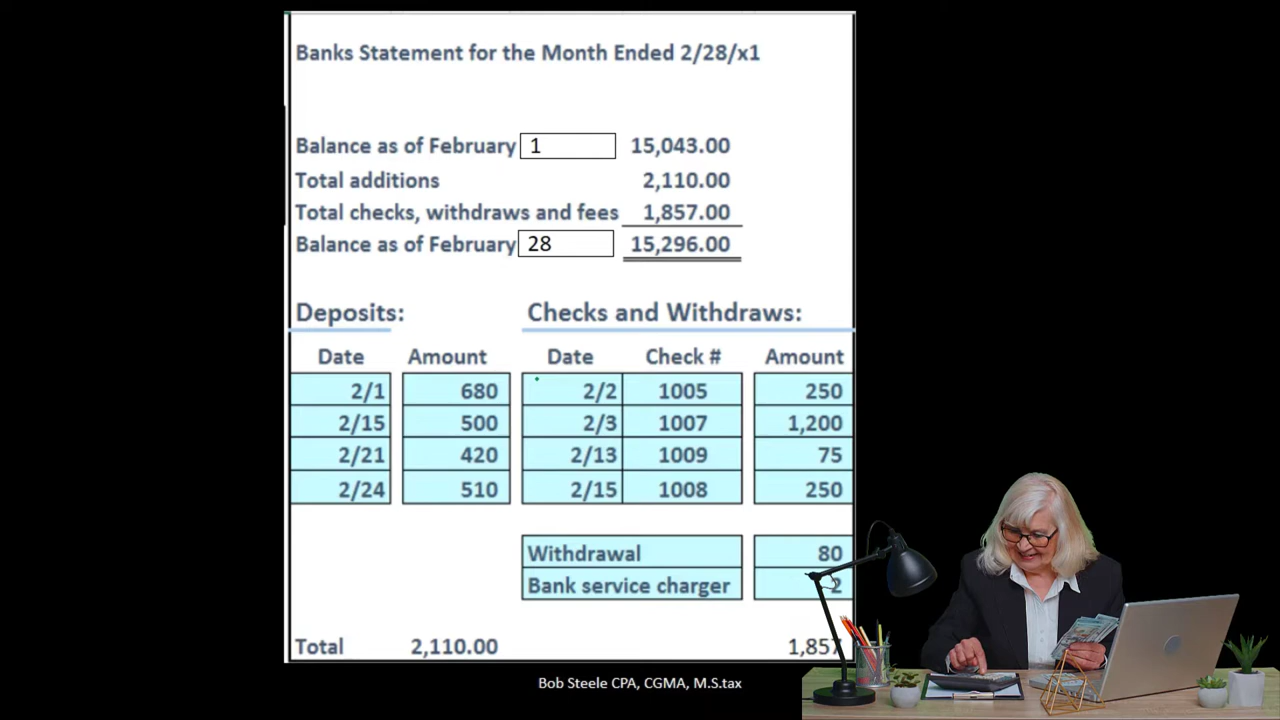 Banks Statement for the Month Ended 2/28/x1
Balance as of February 1 15,043.00
Total additions 2,110.00
Total checks, withdraws and fees 1,857.00
Balance as of February 28 15,296.00
Deposits: Checks and Withdraws:
Date Amount Date Check # Amount
2/1 680 2/2 1005 250
2/15 500 2/3 1007 1,200
2/21 420 2/13 1009 75
2/24 510 2/15 1008 250
Withdrawal 80
Bank service charger 2
Total 2,110.00 1,857
Bob Steele CPA, CGMA, M.S.tax